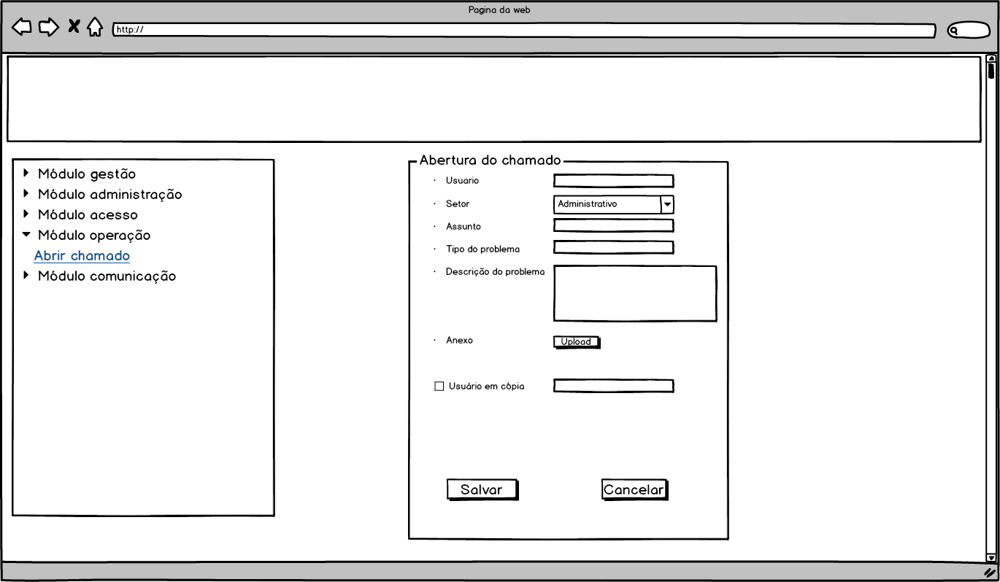 Pagina da web
http://
Módulo gestão
Módulo administração
Módulo acesso
Módulo operação
Abrir chamado
Módulo comunicação
Abertura do chamado
Usuario
Setor Administrativo
Assunto
Tipo do problema
Descrição do problema
Anexo Upload
Usuário em cópia
Salvar Cancelar